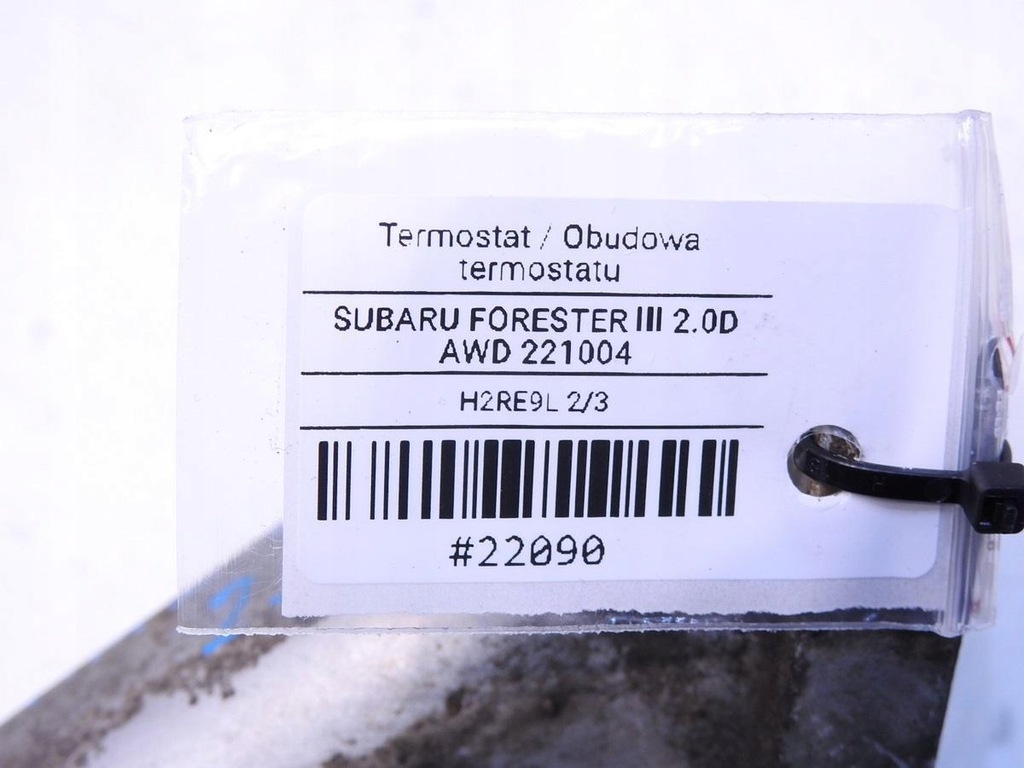 Termostat / Obudowa
termostatu
SUBARU FORESTER III 2.0D
AWD 221004
H2RE9L 2/3
#22090